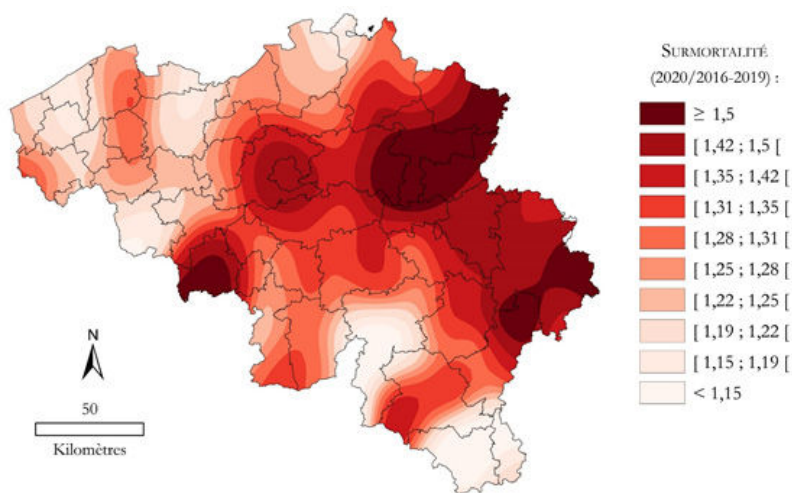 SURMORTALITÉ
(2020/2016-2019) :
≥ 1,5
[ 1,42 ; 1,5 [
[ 1,35 ; 1,42 [
[ 1,31 ; 1,35 [
[ 1,28 ; 1,31 [
[ 1,25 ; 1,28 [
[ 1,22 ; 1,25 [
[ 1,19 ; 1,22 [
[ 1,15 ; 1,19 [
< 1,15
N
50
Kilomètres